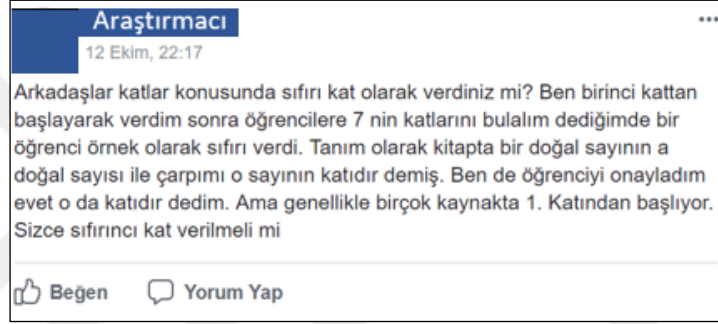 Araştırmacı
12 Ekim, 22:17
Arkadaşlar katlar konusunda sıfırı kat olarak verdiniz mi? Ben birinci kattan
başlayarak verdim sonra öğrencilere 7 nin katlarını bulalım dediğimde bir
öğrenci örnek olarak sıfırı verdi. Tanım olarak kitapta bir doğal sayının a
doğal sayısı ile çarpımı o sayının katıdır demiş. Ben de öğrenciyi onayladım
evet o da katıdır dedim. Ama genellikle birçok kaynakta 1. Katından başlıyor.
Sizce sıfırıncı kat verilmeli mi
Beğen Yorum Yap